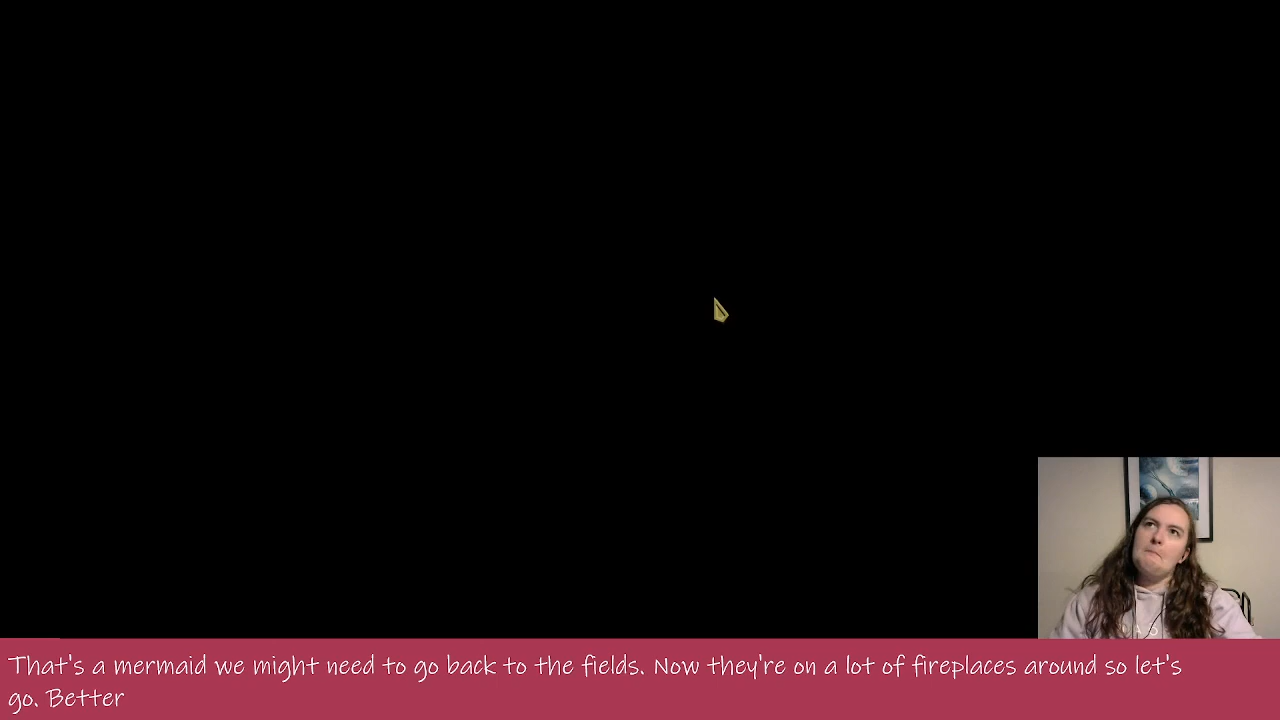 That's a mermaid we might need to go back to the fields. Now they're on a lot of fireplaces around so let's
go. Better